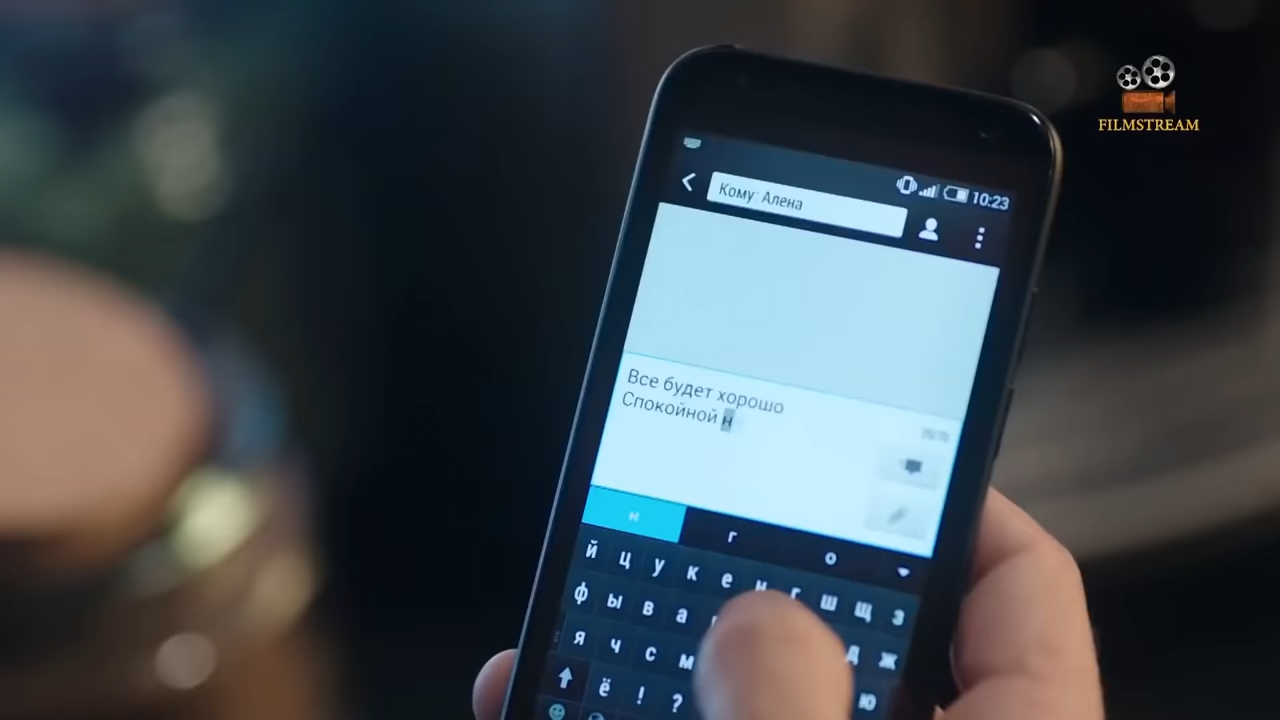 FILMSTREAM
10:23
Кому: Алена
Все будет хорошо
Спокойной н
н г о
й ц у к е н г ш щ з
ф ы в а д ж
я ч с м
ё ! ? ю